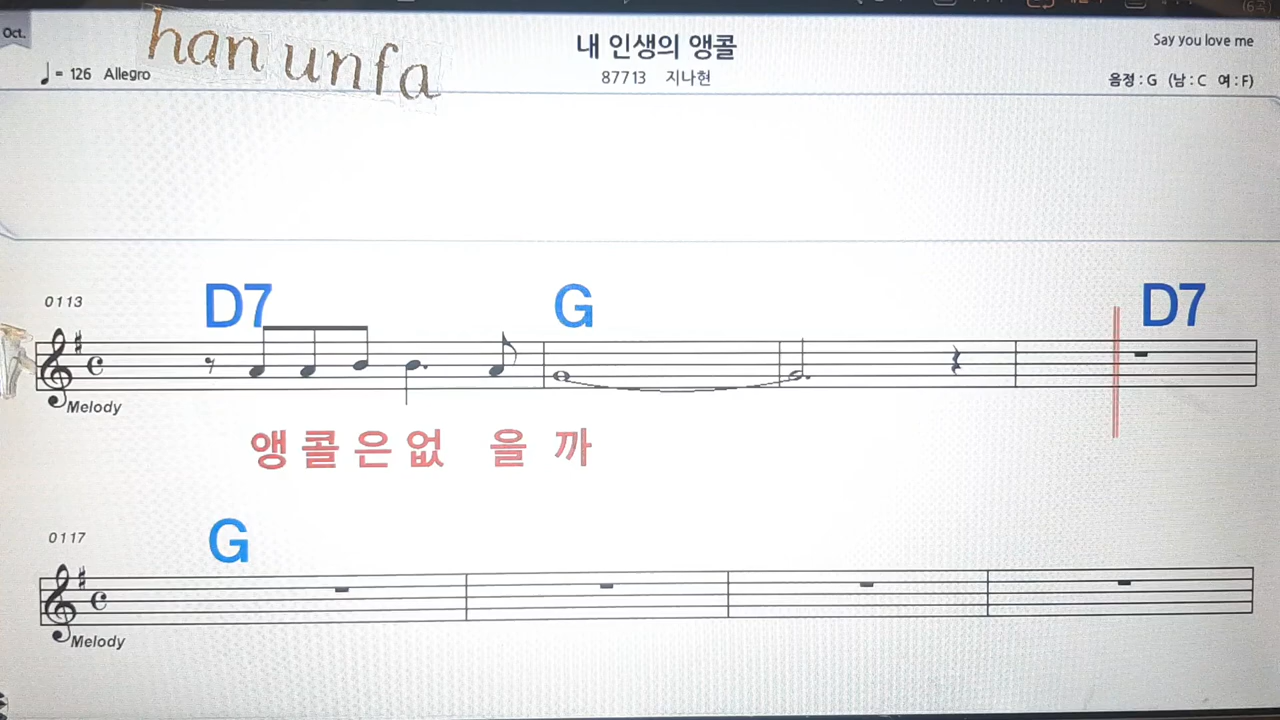 Oct.
han unfa
내 인생의 앵콜
Say you love me
♩= 126 Allegro
87713 지나현
음정 : G (남 : C 여 : F)
0113
D7 G D7
Melody
앵 콜 은 없 을 까
0117
G
Melody